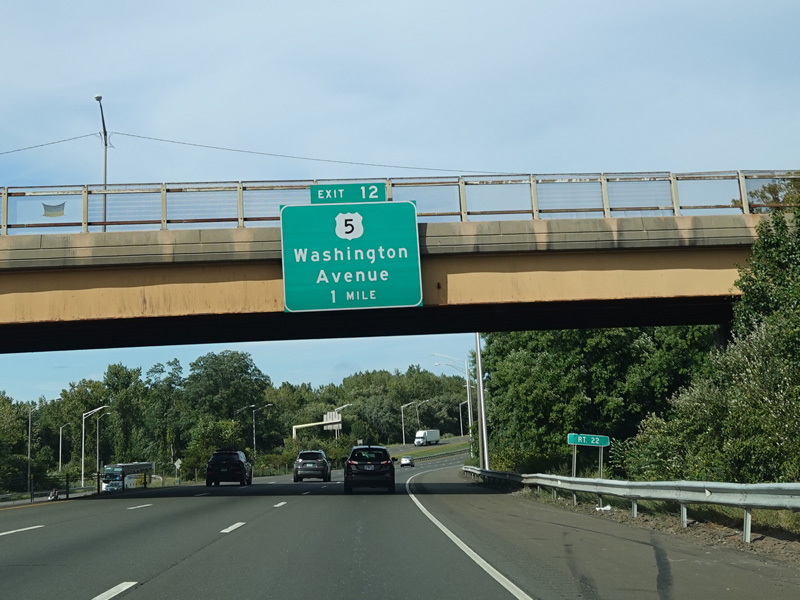 EXIT 12
5
Washington
Avenue
1 MILE
RT. 22